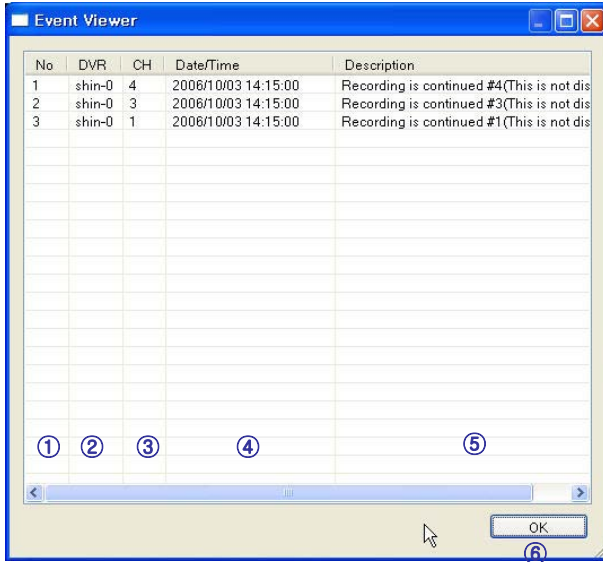 Event Viewer
No DVR CH Date/Time Description
1 shin-0 4 2006/10/03 14:15:00 Recording is continued #4(This is not dis
2 shin-0 3 2006/10/03 14:15:00 Recording is continued #3(This is not dis
3 shin-0 1 2006/10/03 14:15:00 Recording is continued #1(This is not dis
① ② ③ ④ ⑤
OK
⑥